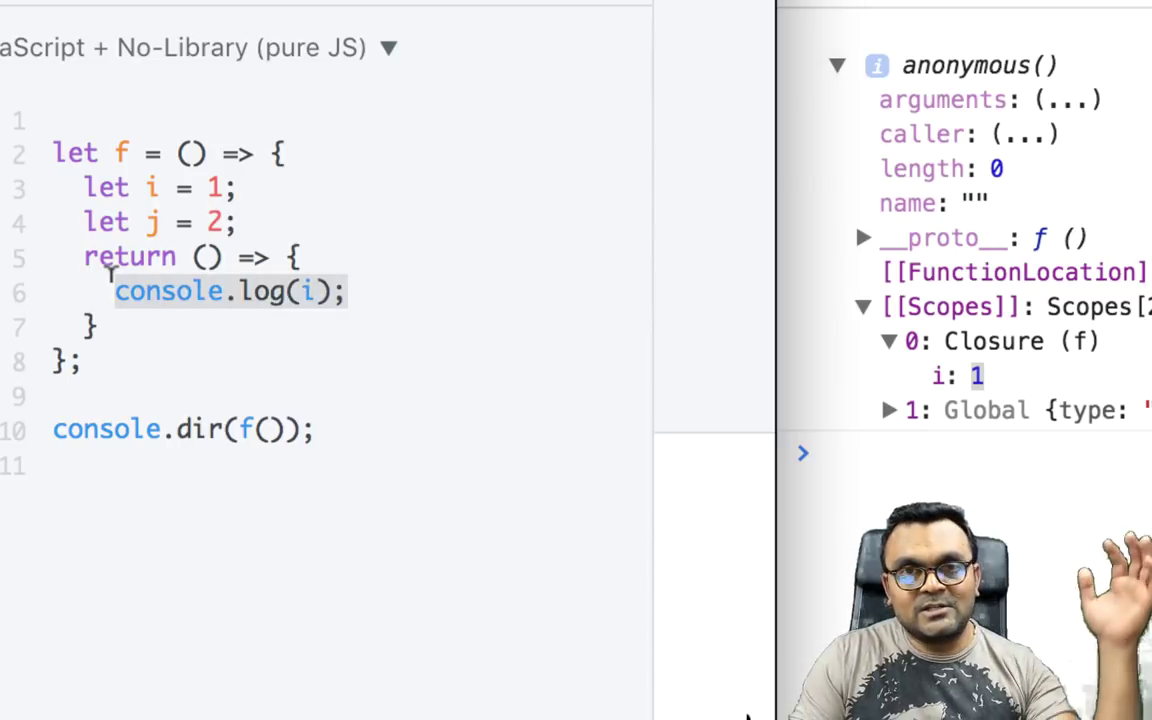 aScript + No-Library (pure JS) ▼
1
2 let f = () => {
3 let i = 1;
4 let j = 2;
5 return () => {
6 console.log(i);
7 }
8 };
9
10 console.dir(f());
11
▼ i anonymous()
arguments: (...)
caller: (...)
length: 0
name: ""
▶ __proto__: ƒ ()
[[FunctionLocation]
▼ [[Scopes]]: Scopes[2
▼ 0: Closure (f)
i: 1
▶ 1: Global {type: "
>